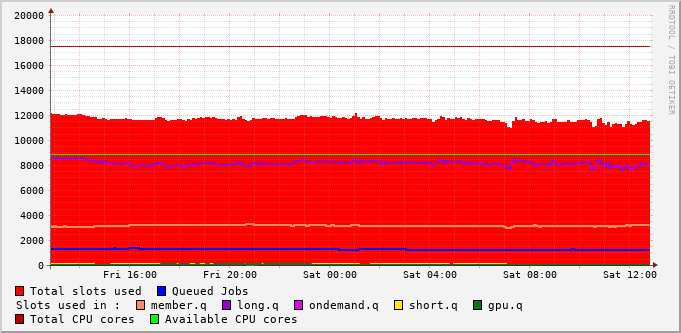 20000
18000
16000
14000
12000
10000
8000
6000
4000
2000
0
Fri 16:00 Fri 20:00 Sat 00:00 Sat 04:00 Sat 08:00 Sat 12:00
RRDTOOL / TOBI OETIKER
Total slots used Queued Jobs
Slots used in : member.q long.q ondemand.q short.q gpu.q
Total CPU cores Available CPU cores